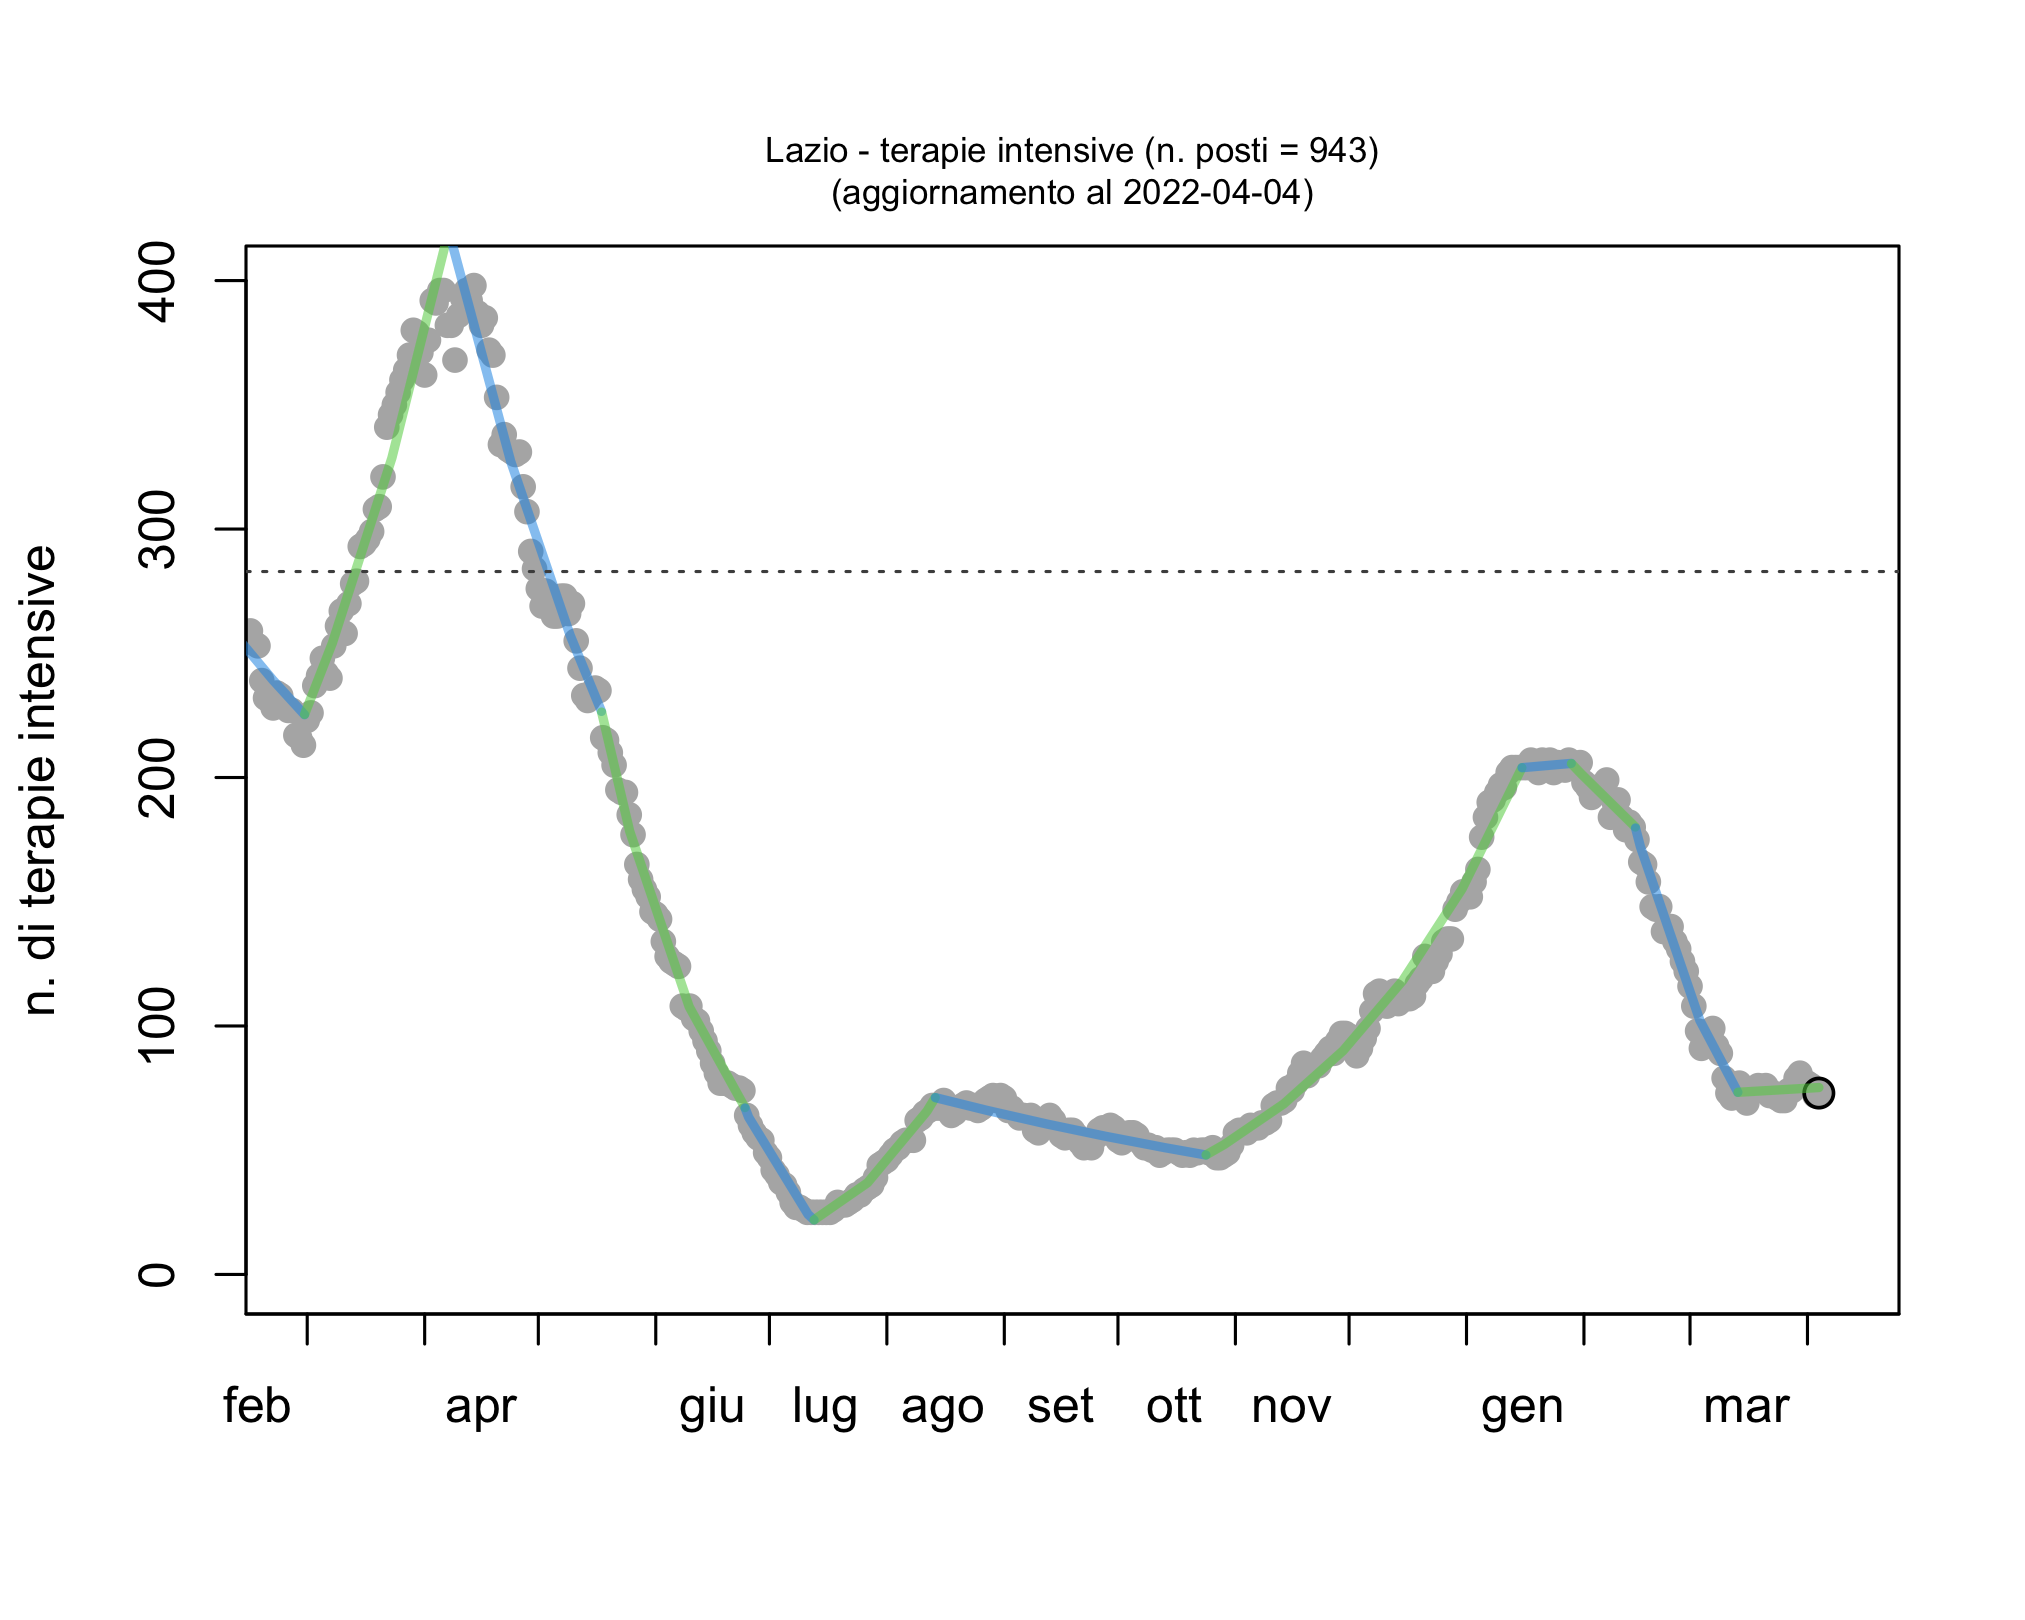 Lazio - terapie intensive (n. posti = 943)
(aggiornamento al 2022-04-04)
n. di terapie intensive
400
300
200
100
0
feb apr giu lug ago set ott nov gen mar